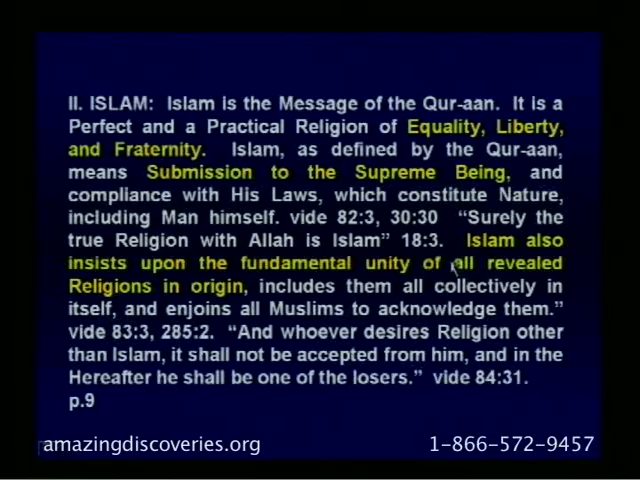 II. ISLAM: Islam is the Message of the Qur-aan. It is a
Perfect and a Practical Religion of Equality, Liberty,
and Fraternity. Islam, as defined by the Qur-aan,
means Submission to the Supreme Being, and
compliance with His Laws, which constitute Nature,
including Man himself. vide 82:3, 30:30 “Surely the
true Religion with Allah is Islam” 18:3. Islam also
insists upon the fundamental unity of all revealed
Religions in origin, includes them all collectively in
itself, and enjoins all Muslims to acknowledge them.”
vide 83:3, 285:2. “And whoever desires Religion other
than Islam, it shall not be accepted from him, and in the
Hereafter he shall be one of the losers.” vide 84:31.
p.9
amazingdiscoveries.org 1-866-572-9457